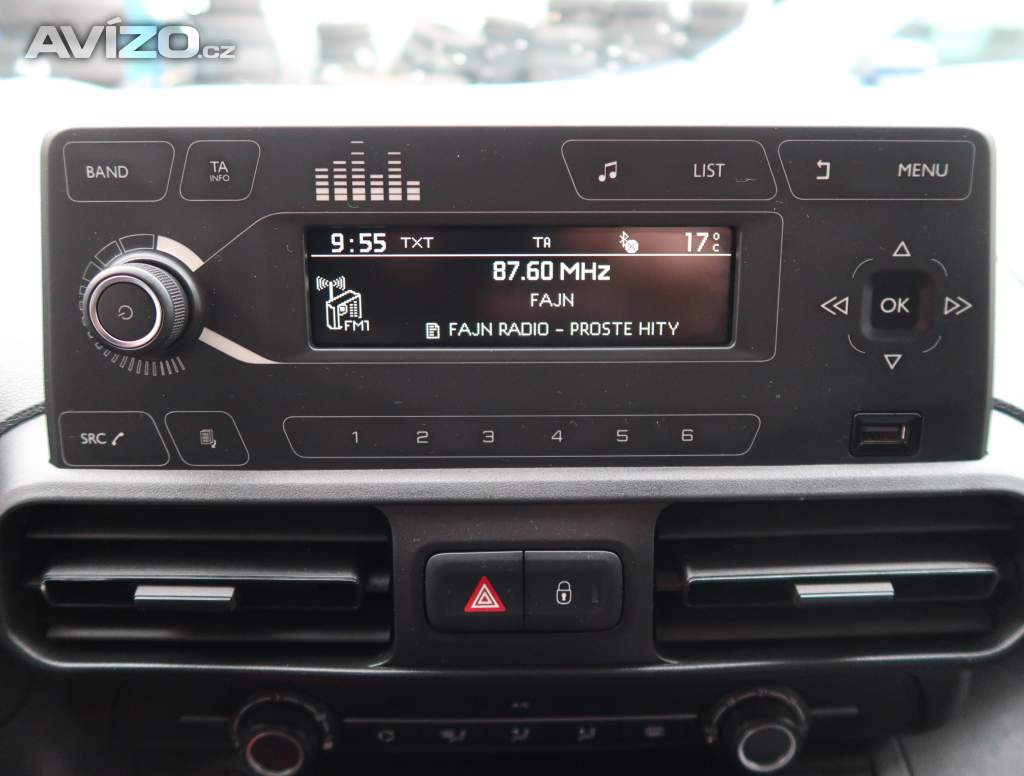 AVÍZO.cz
BAND
TA
INFO
LIST
MENU
9:55 TXT TA 17°C
87.60 MHz
FAJN
FM1
FAJN RADIO - PROSTE HITY
OK
SRC
1 2 3 4 5 6
A/C